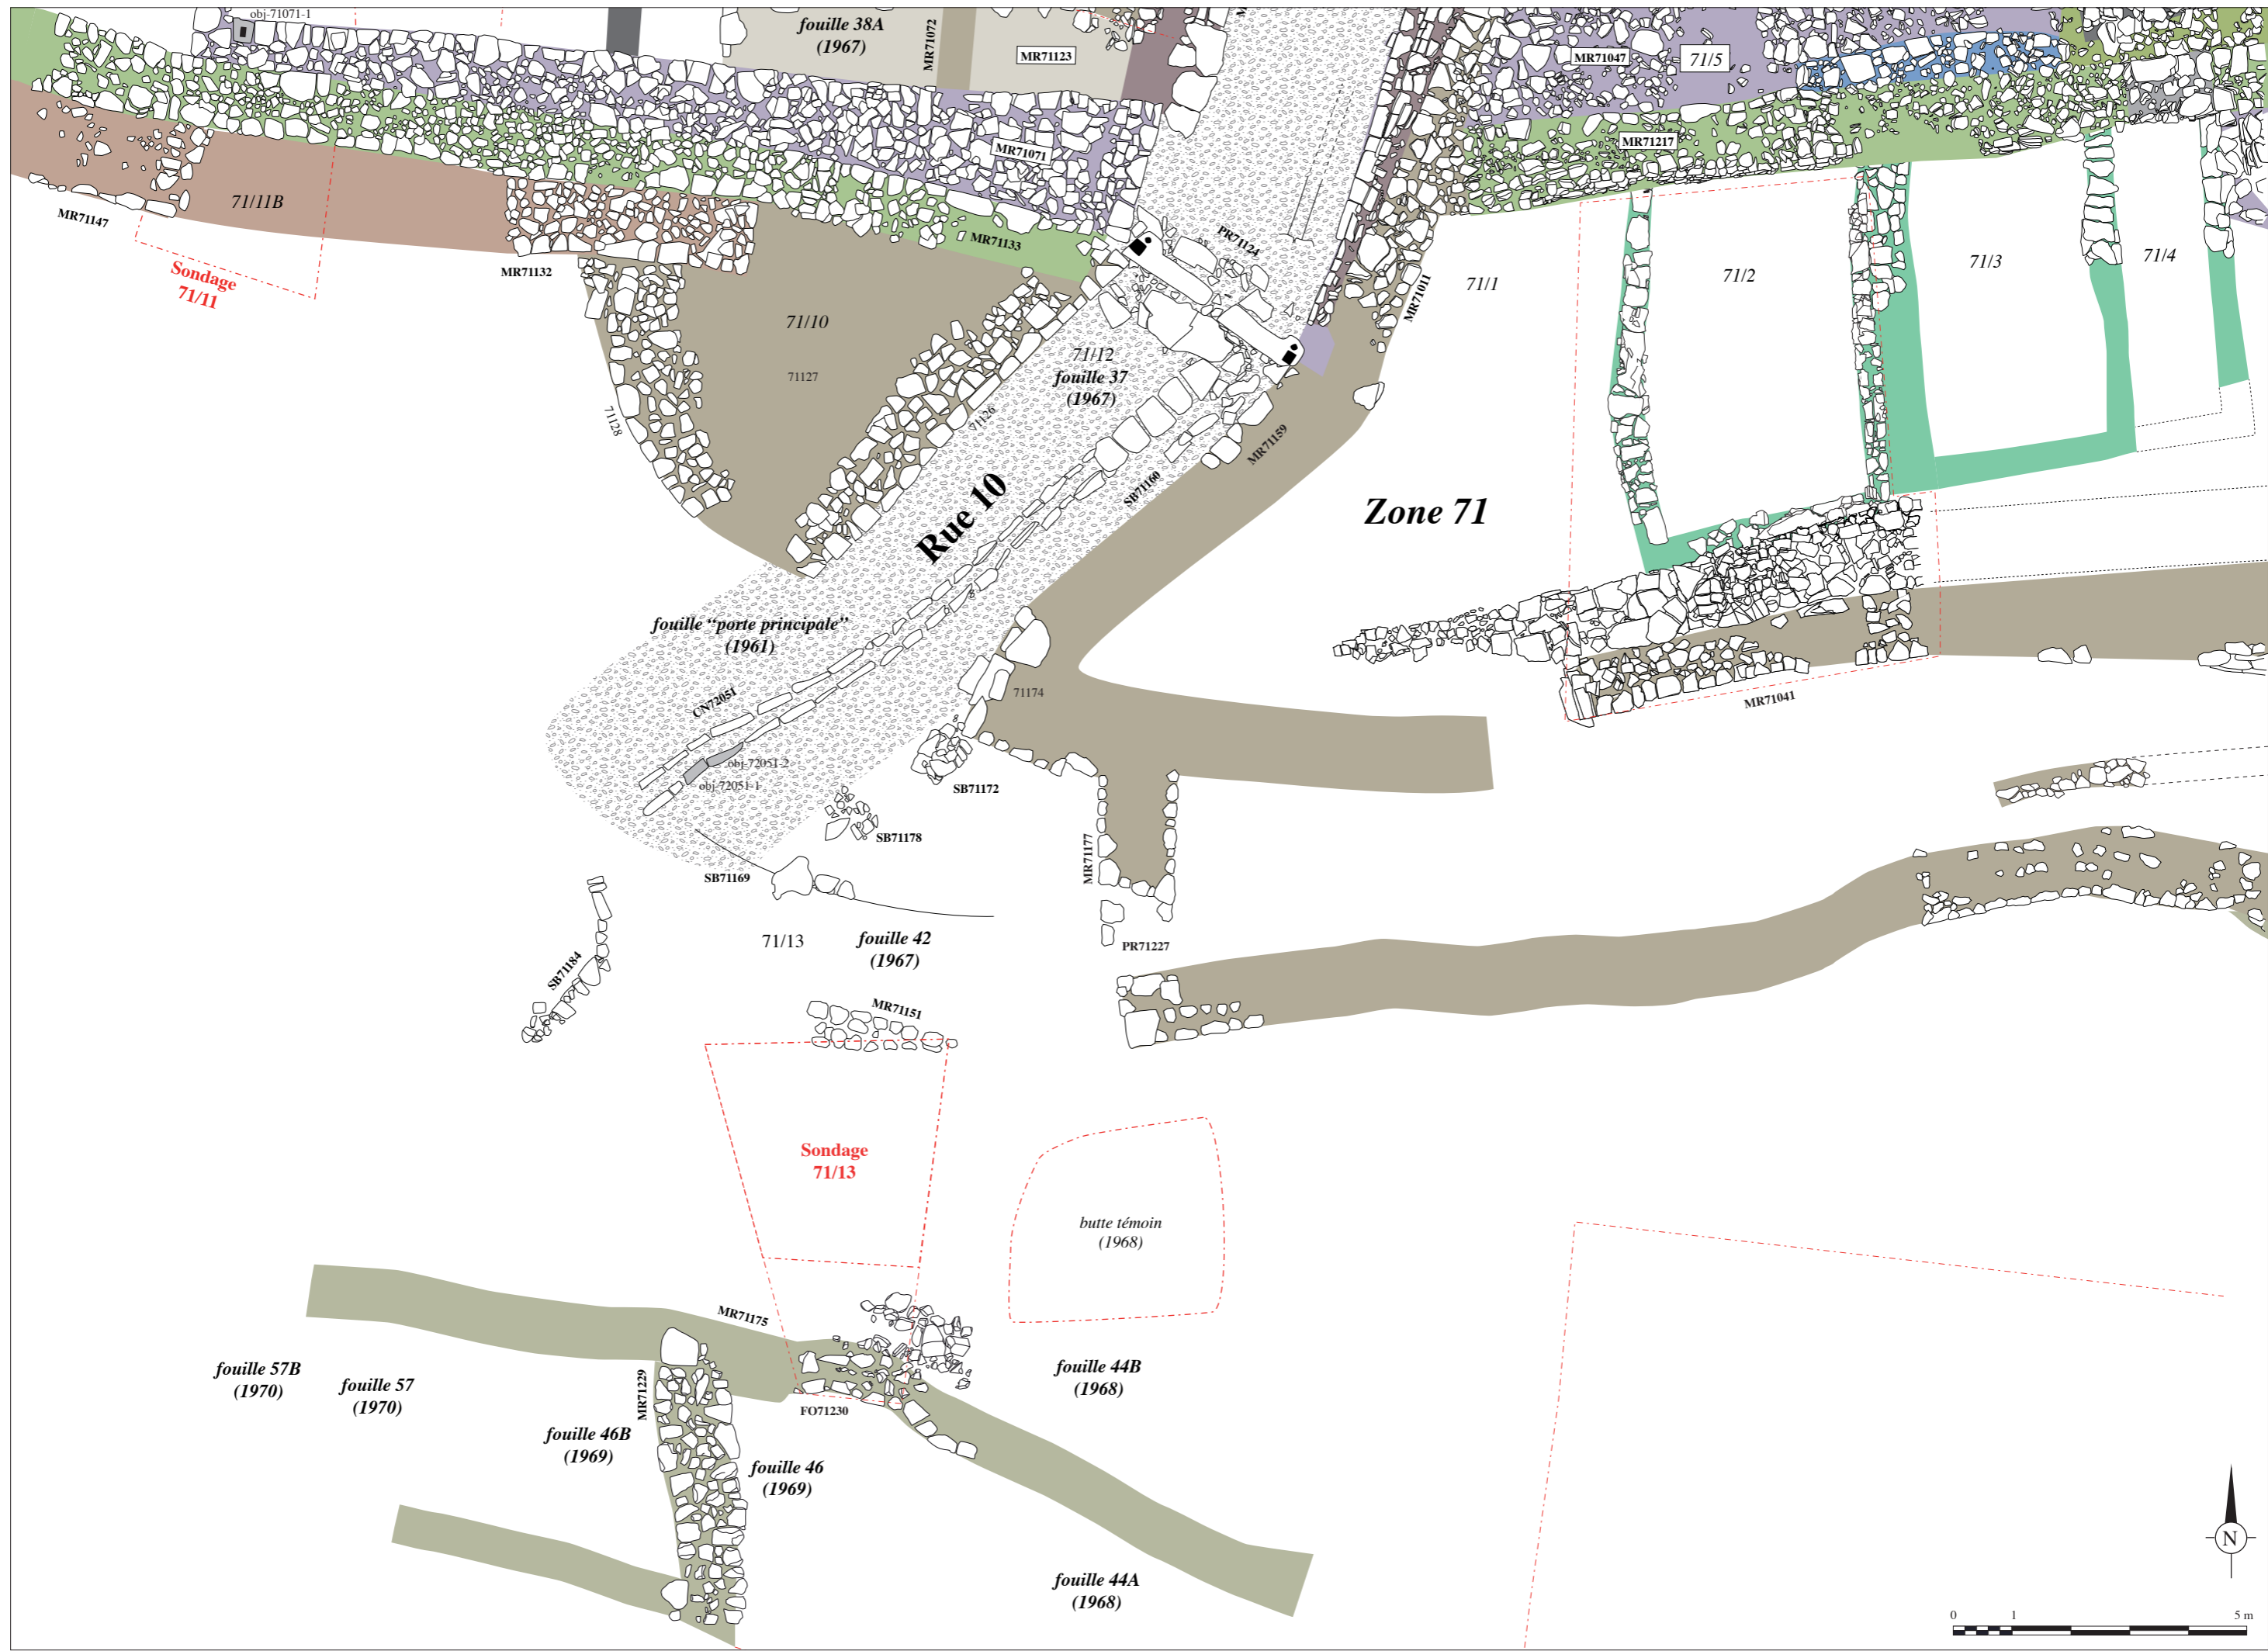 obj-71071-1
fouille 38A
(1967)
MR71072
MR71123
MR71047
71/5
MR71217
MR71071
71/11B
MR71147
Sondage
71/11
MR71132
MR71133
PR71124
MR71011
71/1
71/2
71/3
71/4
71/10
71127
71128
71126
71/12
fouille 37
(1967)
MR71159
SB71160
Rue 10
Zone 71
fouille “porte principale”
(1961)
CN72051
71174
MR71041
obj-72051-2
obj-72051-1
SB71172
SB71178
MR71177
SB71169
71/13
fouille 42
(1967)
PR71227
SB71184
MR71151
Sondage
71/13
butte témoin
(1968)
MR71175
fouille 57B
(1970)
fouille 57
(1970)
MR71229
fouille 44B
(1968)
FO71230
fouille 46B
(1969)
fouille 46
(1969)
fouille 44A
(1968)
N
0 1 5 m